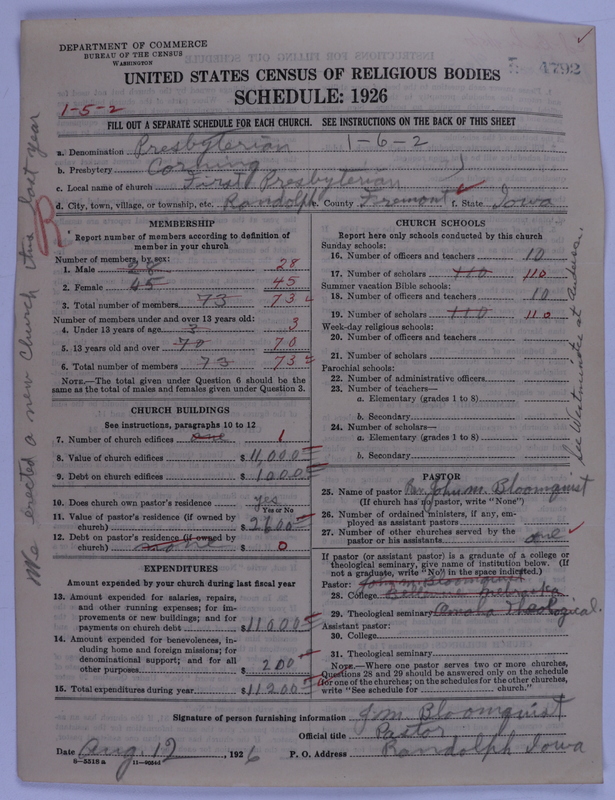 DEPARTMENT OF COMMERCE
BUREAU OF THE CENSUS
WASHINGTON
UNITED STATES CENSUS OF RELIGIOUS BODIES
4792
SCHEDULE: 1926
1-5-2
FILL OUT A SEPARATE SCHEDULE FOR EACH CHURCH. SEE INSTRUCTIONS ON THE BACK OF THIS SHEET
a. Denomination Presbyterian 1-6-2
b. Presbytery Corning
c. Local name of church First Presbyterian
d. City, town, village, or township, etc. Randolph e. County Fremont f. State Iowa
MEMBERSHIP
Report number of members according to definition of
member in your church
Number of members, by sex:
1. Male 28 28
2. Female 45 45
3. Total number of members 73 73
Number of members under and over 13 years old:
4. Under 13 years of age 3 3
5. 13 years old and over 70 70
6. Total number of members 73 73
NOTE.—The total given under Question 6 should be
same as the total of males and females given under Question 3.
CHURCH BUILDINGS
See instructions, paragraphs 10 to 12
7. Number of church edifices one 1
8. Value of church edifices $ 11,000
9. Debt on church edifices $ 1000
10. Does church own pastor's residence yes
Yes or No
11. Value of pastor's residence (if owned by
church) $ 2600
12. Debt on pastor's residence (if owned by
church) none $ 0
EXPENDITURES
Amount expended by your church during last fiscal year
13. Amount expended for salaries, repairs,
and other running expenses; for im-
provements or new buildings; and for
payments on church debt $ 11000
14. Amount expended for benevolences, in-
cluding home and foreign missions; for
denominational support; and for all
other purposes $ 200
15. Total expenditures during year $ 11200
CHURCH SCHOOLS
Report here only schools conducted by this church
Sunday schools:
16. Number of officers and teachers 10
17. Number of scholars 110 110
Summer vacation Bible schools:
18. Number of officers and teachers 10
19. Number of scholars 110 110
Week-day religious schools:
20. Number of officers and teachers
21. Number of scholars
Parochial schools:
22. Number of administrative officers
23. Number of teachers—
a. Elementary (grades 1 to 8)
b. Secondary
24. Number of scholars—
a. Elementary (grades 1 to 8)
b. Secondary
PASTOR
25. Name of pastor Rev. John M. Bloomquist
(If church has no pastor, write "None")
26. Number of ordained ministers, if any, em-
ployed as assistant pastors
27. Number of other churches served by the
pastor or his assistants one
If pastor (or assistant pastor) is a graduate of a college or
theological seminary, give name of institution below. (If
not a graduate, write "No" in the space indicated.)
Pastor: John M. Bloomquist
28. College Bellevue Nebraska
29. Theological seminary Omaha Theological.
Assistant pastor:
30. College
31. Theological seminary
NOTE.—Where one pastor serves two or more churches,
Questions 28 and 29 should be answered only on the schedule
for one of the churches; on the schedules for the other churches,
write "See schedule for church."
Signature of person furnishing information J.M. Bloomquist
Official title Pastor
Date Aug. 12, 1926 P. O. Address Randolph Iowa
8-5518 a
We erected a new church this last year
See Westminster at Anderson.